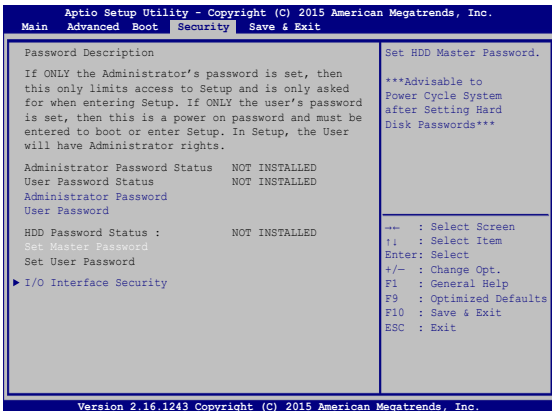 Aptio Setup Utility - Copyright (C) 2015 American Megatrends, Inc.
Main Advanced Boot Security Save & Exit
Password Description
If ONLY the Administrator's password is set, then
this only limits access to Setup and is only asked
for when entering Setup. If ONLY the user's password
is set, then this is a power on password and must be
entered to boot or enter Setup. In Setup, the User
will have Administrator rights.
Administrator Password Status NOT INSTALLED
User Password Status NOT INSTALLED
Administrator Password
User Password
HDD Password Status : NOT INSTALLED
Set Master Password
Set User Password
▶ I/O Interface Security
Set HDD Master Password.
***Advisable to
Power Cycle System
after Setting Hard
Disk Passwords***
→← : Select Screen
↑↓ : Select Item
Enter: Select
+/— : Change Opt.
F1 : General Help
F9 : Optimized Defaults
F10 : Save & Exit
ESC : Exit
Version 2.16.1243 Copyright (C) 2015 American Megatrends, Inc.